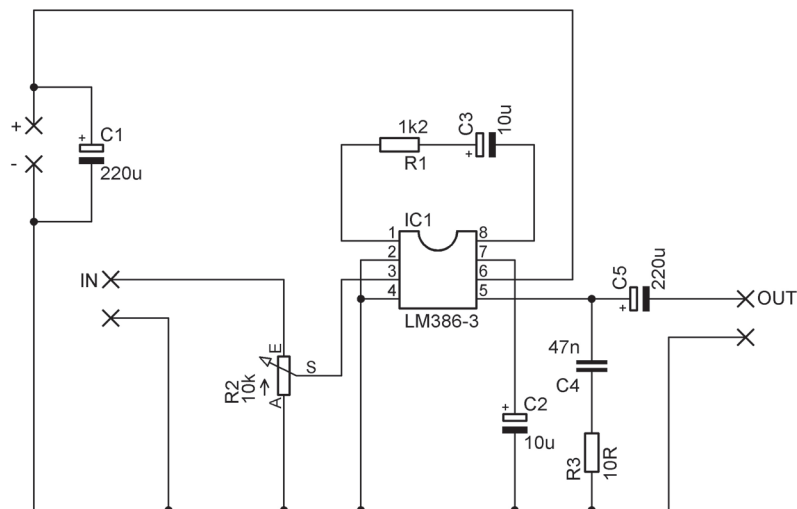 +
-
+
C1
220u
1k2
R1
C3
10u
+
IC1
1
2
3
4
8
7
6
5
LM386-3
IN
E
S
A
R2
10k
C5
220u
+
OUT
47n
C4
+
C2
10u
R3
10R